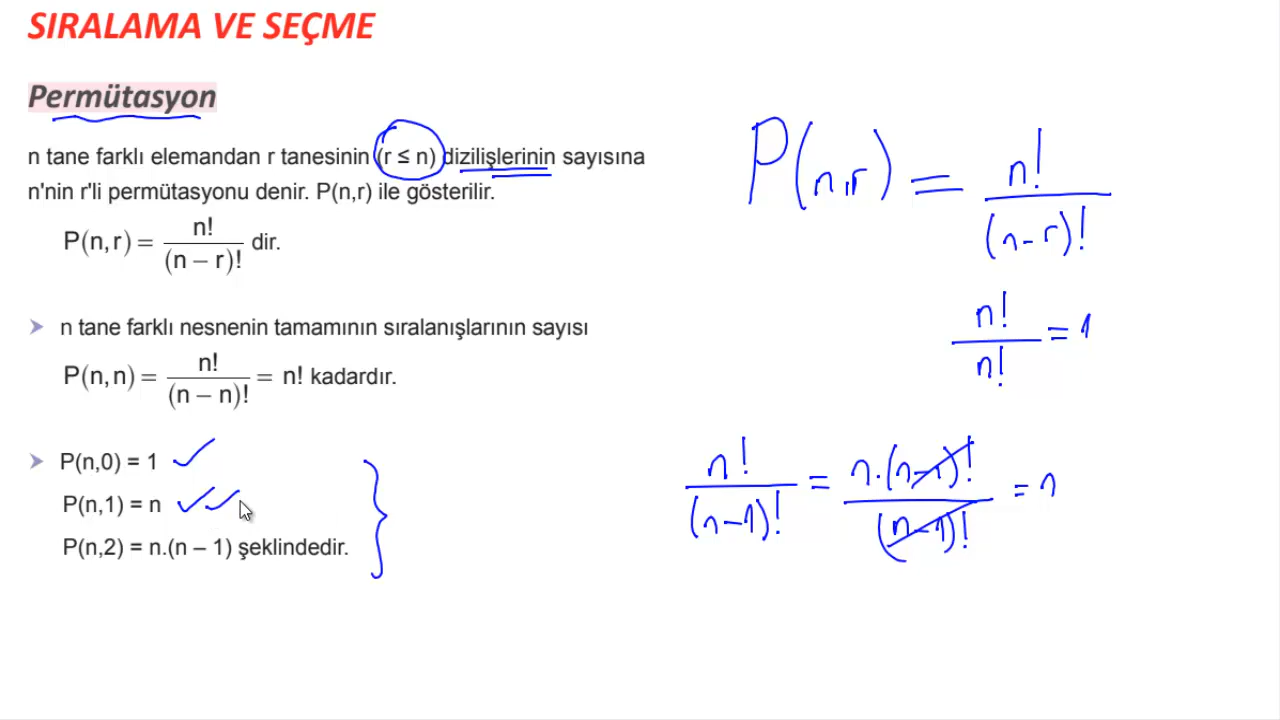 SIRALAMA VE SEÇME
Permütasyon
n tane farklı elemandan r tanesinin (r ≤ n) dizilişlerinin sayısına
n'nin r'li permütasyonu denir. P(n,r) ile gösterilir.
P(n,r) = n! / (n − r)! dir.
n tane farklı nesnenin tamamının sıralanışlarının sayısı
P(n,n) = n! / (n − n)! = n! kadardır.
P(n,0) = 1
P(n,1) = n
P(n,2) = n.(n – 1) şeklindedir.
P(n,r) = n! / (n-r)!
n! / n! = 1
n! / (n-1)! = n.(n-1)! / (n-1)! = n